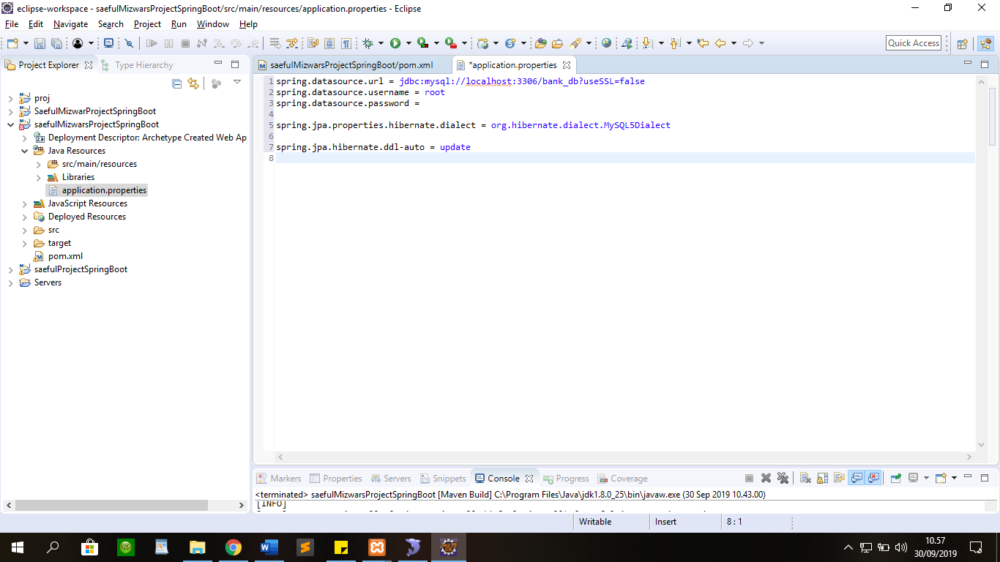 eclipse-workspace - saefulMizwarsProjectSpringBoot/src/main/resources/application.properties - Eclipse
File Edit Navigate Search Project Run Window Help
Quick Access
Project Explorer Type Hierarchy
proj
SaefulMizwarProjectSpringBoot
saefulMizwarsProjectSpringBoot
Deployment Descriptor: Archetype Created Web Ap
Java Resources
src/main/resources
Libraries
application.properties
JavaScript Resources
Deployed Resources
src
target
pom.xml
saefulProjectSpringBoot
Servers
saefulMizwarsProjectSpringBoot/pom.xml *application.properties
1 spring.datasource.url = jdbc:mysql://localhost:3306/bank_db?useSSL=false
2 spring.datasource.username = root
3 spring.datasource.password =
4
5 spring.jpa.properties.hibernate.dialect = org.hibernate.dialect.MySQL5Dialect
6
7 spring.jpa.hibernate.ddl-auto = update
8
Markers Properties Servers Snippets Console Progress Coverage
<terminated> saefulMizwarsProjectSpringBoot [Maven Build] C:\Program Files\Java\jdk1.8.0_25\bin\javaw.exe (30 Sep 2019 10.43.00)
[INFO]
Writable Insert 8 : 1
10.57
30/09/2019